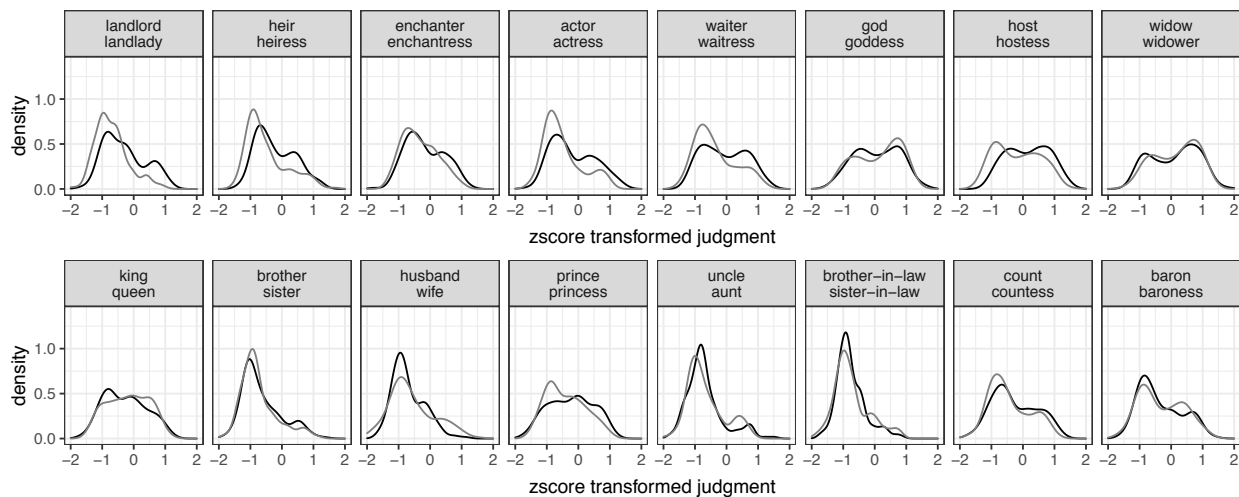 landlord heir enchanter actor waiter god host widow
landlady heiress enchantress actress waitress goddess hostess widower
density
1.0
0.5
0.0
−2 −1 0 1 2 −2 −1 0 1 2 −2 −1 0 1 2 −2 −1 0 1 2 −2 −1 0 1 2 −2 −1 0 1 2 −2 −1 0 1 2 −2 −1 0 1 2
zscore transformed judgment
king brother husband prince uncle brother−in−law count baron
queen sister wife princess aunt sister−in−law countess baroness
density
1.0
0.5
0.0
−2 −1 0 1 2 −2 −1 0 1 2 −2 −1 0 1 2 −2 −1 0 1 2 −2 −1 0 1 2 −2 −1 0 1 2 −2 −1 0 1 2 −2 −1 0 1 2
zscore transformed judgment